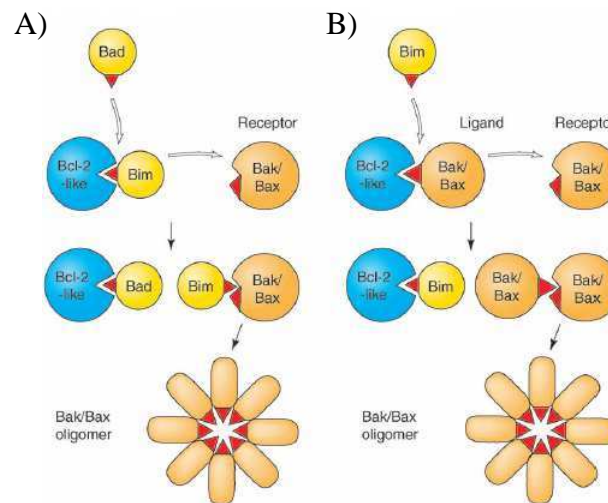 A)
Bad
Receptor
Bcl-2
-like
Bim
Bak/
Bax
Bcl-2
-like
Bad
Bim
Bak/
Bax
Bak/Bax
oligomer
B)
Bim
Ligand
Recepto
Bcl-2
-like
Bak/
Bax
Bak/
Bax
Bcl-2
-like
Bim
Bak/
Bax
Bak/
Bax
Bak/Bax
oligomer